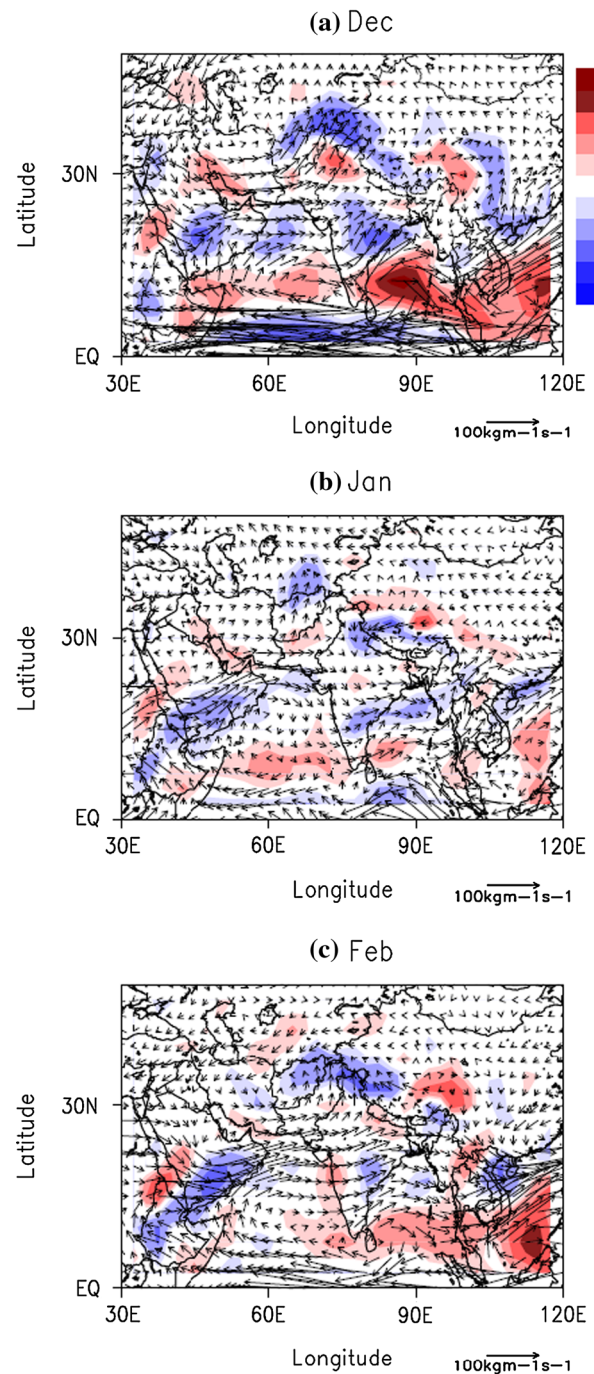 (a) Dec
Latitude
30N
EQ
30E 60E 90E 120E
Longitude
100kgm-1s-1
(b) Jan
Latitude
30N
EQ
30E 60E 90E 120E
Longitude
100kgm-1s-1
(c) Feb
Latitude
30N
EQ
30E 60E 90E 120E
Longitude
100kgm-1s-1